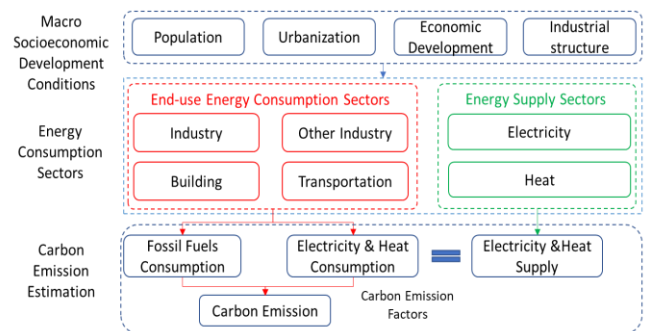 Macro
Socioeconomic
Development
Conditions
Population
Urbanization
Economic
Development
Industrial
structure
Energy
Consumption
Sectors
End-use Energy Consumption Sectors
Industry
Other Industry
Building
Transportation
Energy Supply Sectors
Electricity
Heat
Carbon
Emission
Estimation
Fossil Fuels
Consumption
Electricity & Heat
Consumption
Electricity &Heat
Supply
Carbon Emission
Carbon Emission
Factors